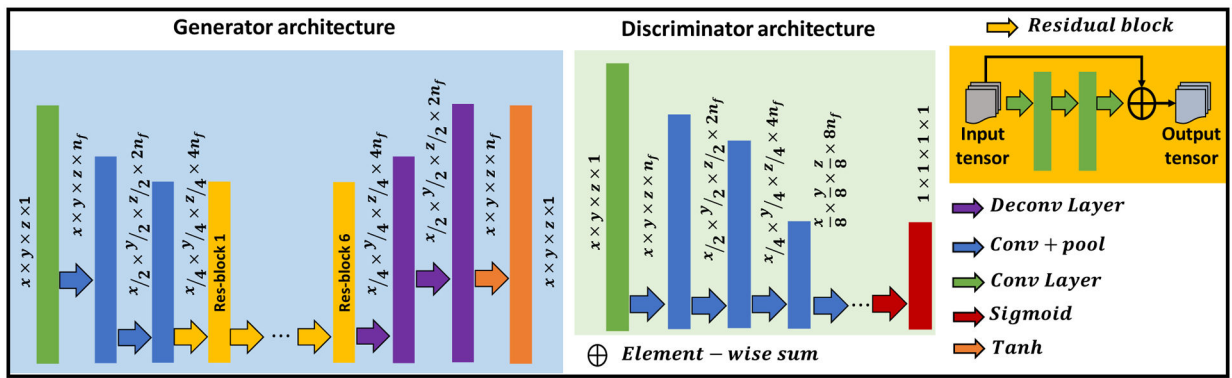 Generator architecture
x × y × z × 1
x × y × z × n_f
x/2 × y/2 × z/2 × 2n_f
x/4 × y/4 × z/4 × 4n_f
Res-block 1
...
Res-block 6
x/4 × y/4 × z/4 × 4n_f
x/2 × y/2 × z/2 × 2n_f
x × y × z × n_f
x × y × z × 1
Discriminator architecture
x × y × z × 1
x × y × z × n_f
x/2 × y/2 × z/2 × 2n_f
x/4 × y/4 × z/4 × 4n_f
x/8 × y/8 × z/8 × 8n_f
...
1 × 1 × 1 × 1
⊕ Element − wise sum
Residual block
Input
tensor
Output
tensor
Deconv Layer
Conv + pool
Conv Layer
Sigmoid
Tanh